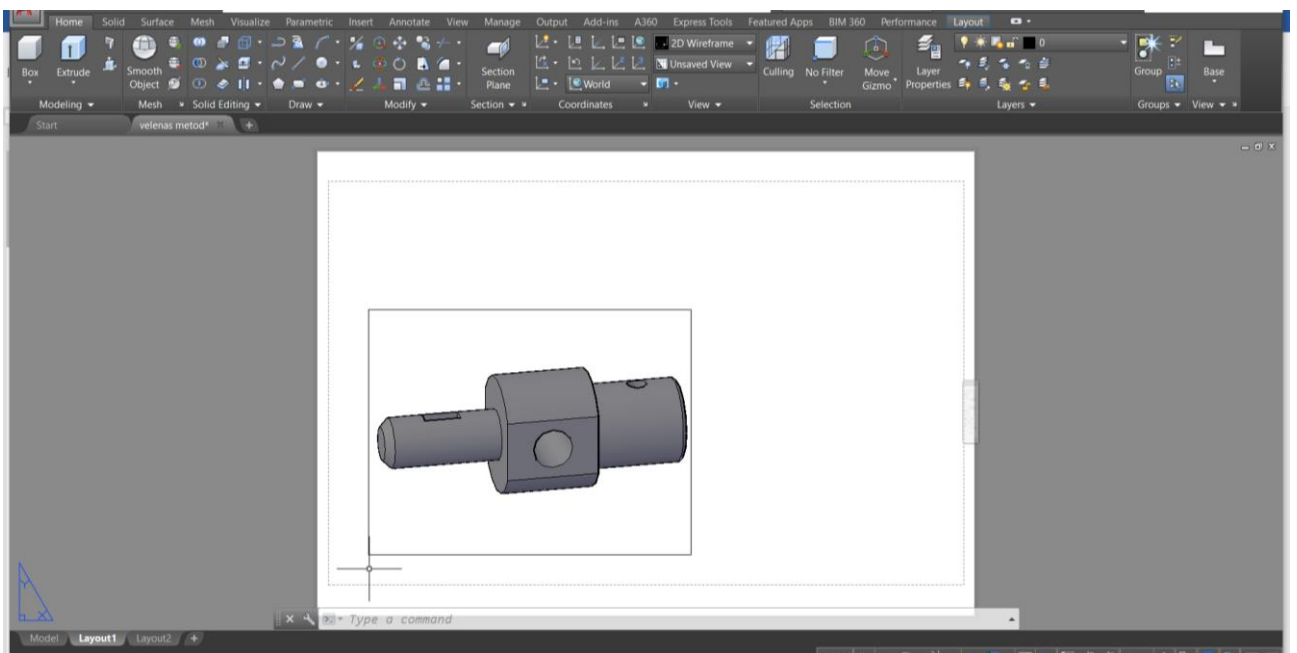 Home Solid Surface Mesh Visualize Parametric Insert Annotate View Manage Output Add-ins A360 Express Tools Featured Apps BIM 360 Performance Layout
2D Wireframe 0
Unsaved View
Box Extrude Smooth Object Section Plane World Culling No Filter Move Gizmo Layer Properties Group Base
Modeling Mesh Solid Editing Draw Modify Section Coordinates View Selection Layers Groups View
Start velenas metod*
Y
X
Type a command
Model Layout1 Layout2 +